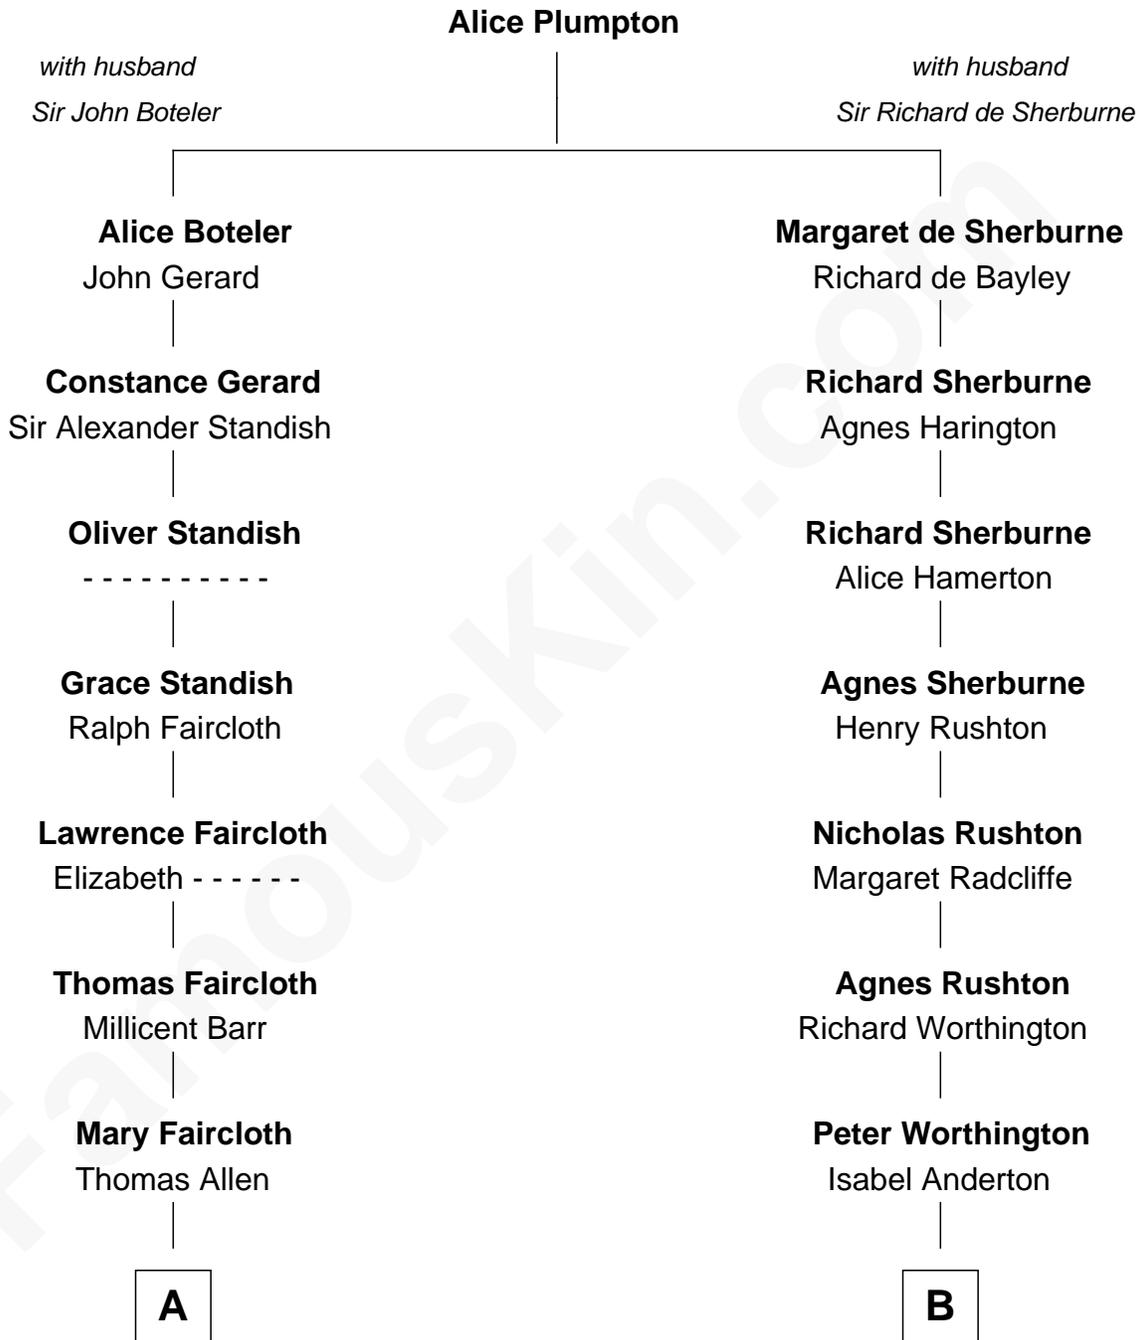 Alice Plumpton
with husband
Sir John Boteler
with husband
Sir Richard de Sherburne
Alice Boteler
John Gerard
Margaret de Sherburne
Richard de Bayley
Constance Gerard
Sir Alexander Standish
Richard Sherburne
Agnes Harington
Oliver Standish
- - - - - - - - - -
Richard Sherburne
Alice Hamerton
Grace Standish
Ralph Faircloth
Agnes Sherburne
Henry Rushton
Lawrence Faircloth
Elizabeth - - - - - -
Nicholas Rushton
Margaret Radcliffe
Thomas Faircloth
Millicent Barr
Agnes Rushton
Richard Worthington
Mary Faircloth
Thomas Allen
Peter Worthington
Isabel Anderton
A
B
FamousKin.com